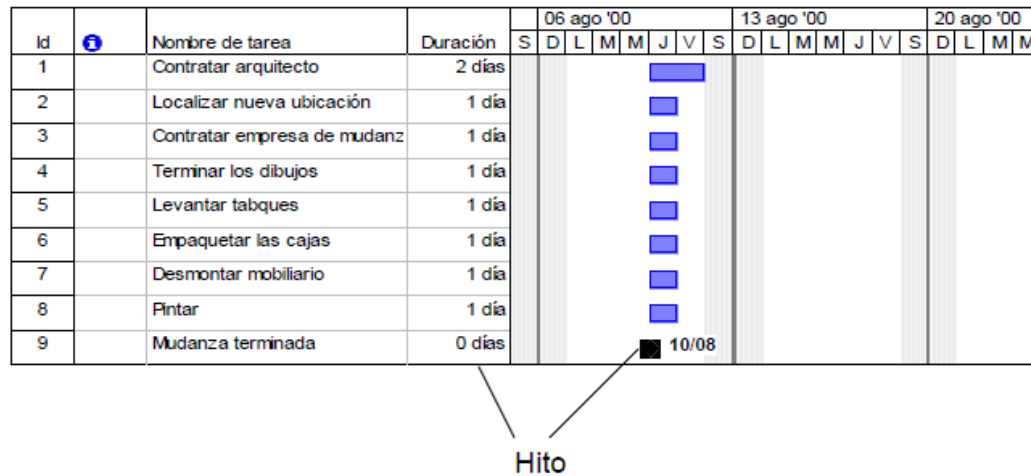 06 ago '00 13 ago '00 20 ago '00
Id Nombre de tarea Duración S D L M M J V S D L M M J V S D L M M
1 Contratar arquitecto 2 días
2 Localizar nueva ubicación 1 día
3 Contratar empresa de mudanz 1 día
4 Terminar los dibujos 1 día
5 Levantar tabques 1 día
6 Empaquetar las cajas 1 día
7 Desmontar mobiliario 1 día
8 Pintar 1 día
9 Mudanza terminada 0 días 10/08
Hito